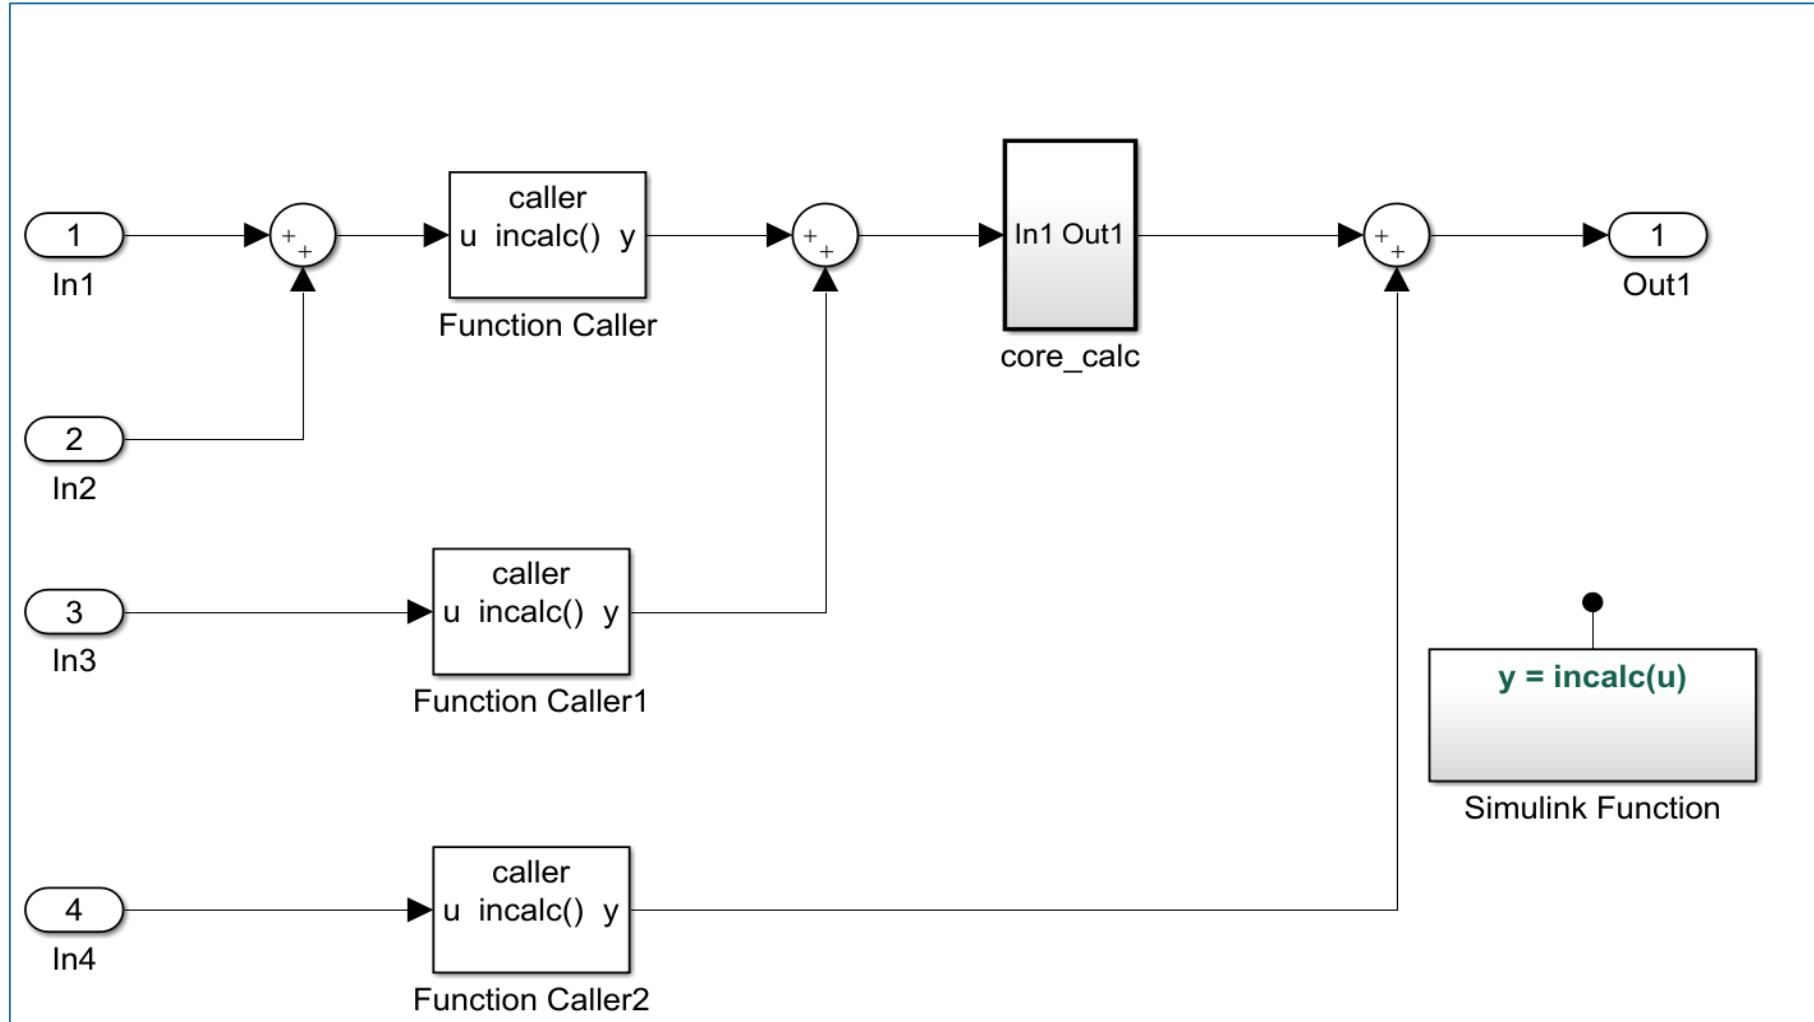 1
In1
+
+
caller
u incalc() y
Function Caller
+
+
In1 Out1
core_calc
+
+
1
Out1
2
In2
3
In3
caller
u incalc() y
Function Caller1
y = incalc(u)
Simulink Function
4
In4
caller
u incalc() y
Function Caller2